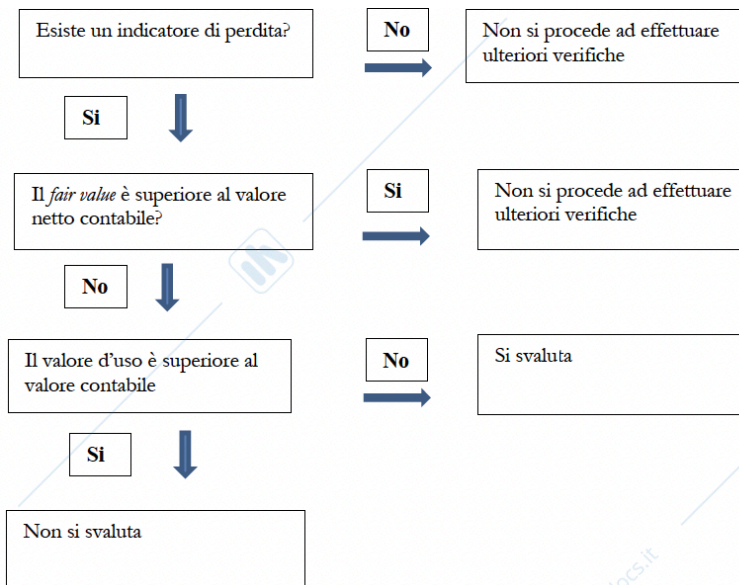 Esiste un indicatore di perdita?
No
Non si procede ad effettuare
ulteriori verifiche
Si
Il fair value è superiore al valore
netto contabile?
Si
Non si procede ad effettuare
ulteriori verifiche
No
Il valore d'uso è superiore al
valore contabile
No
Si svaluta
Si
Non si svaluta
ocs.it